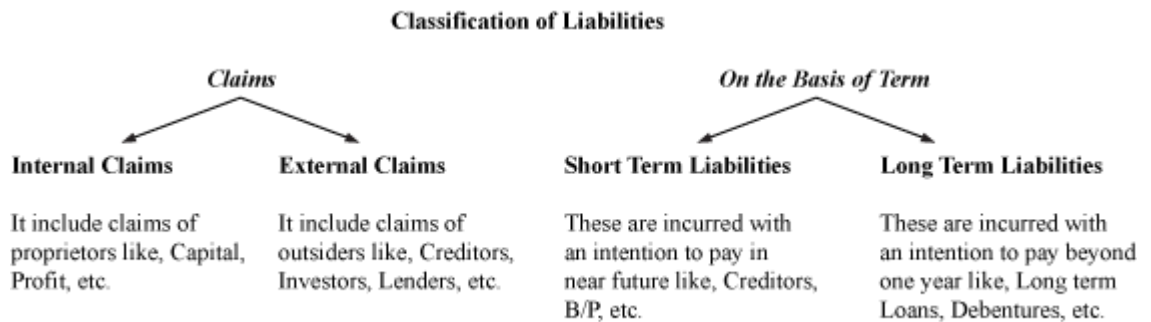 Classification of Liabilities
Claims
On the Basis of Term
Internal Claims
External Claims
Short Term Liabilities
Long Term Liabilities
It include claims of
proprietors like, Capital,
Profit, etc.
It include claims of
outsiders like, Creditors,
Investors, Lenders, etc.
These are incurred with
an intention to pay in
near future like, Creditors,
B/P, etc.
These are incurred with
an intention to pay beyond
one year like, Long term
Loans, Debentures, etc.